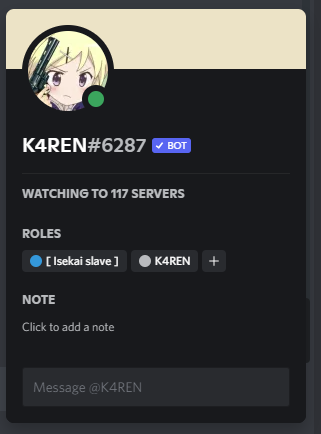 K4REN#6287 ✓ BOT
WATCHING TO 117 SERVERS
ROLES
[ Isekai slave ] K4REN +
NOTE
Click to add a note
Message @K4REN